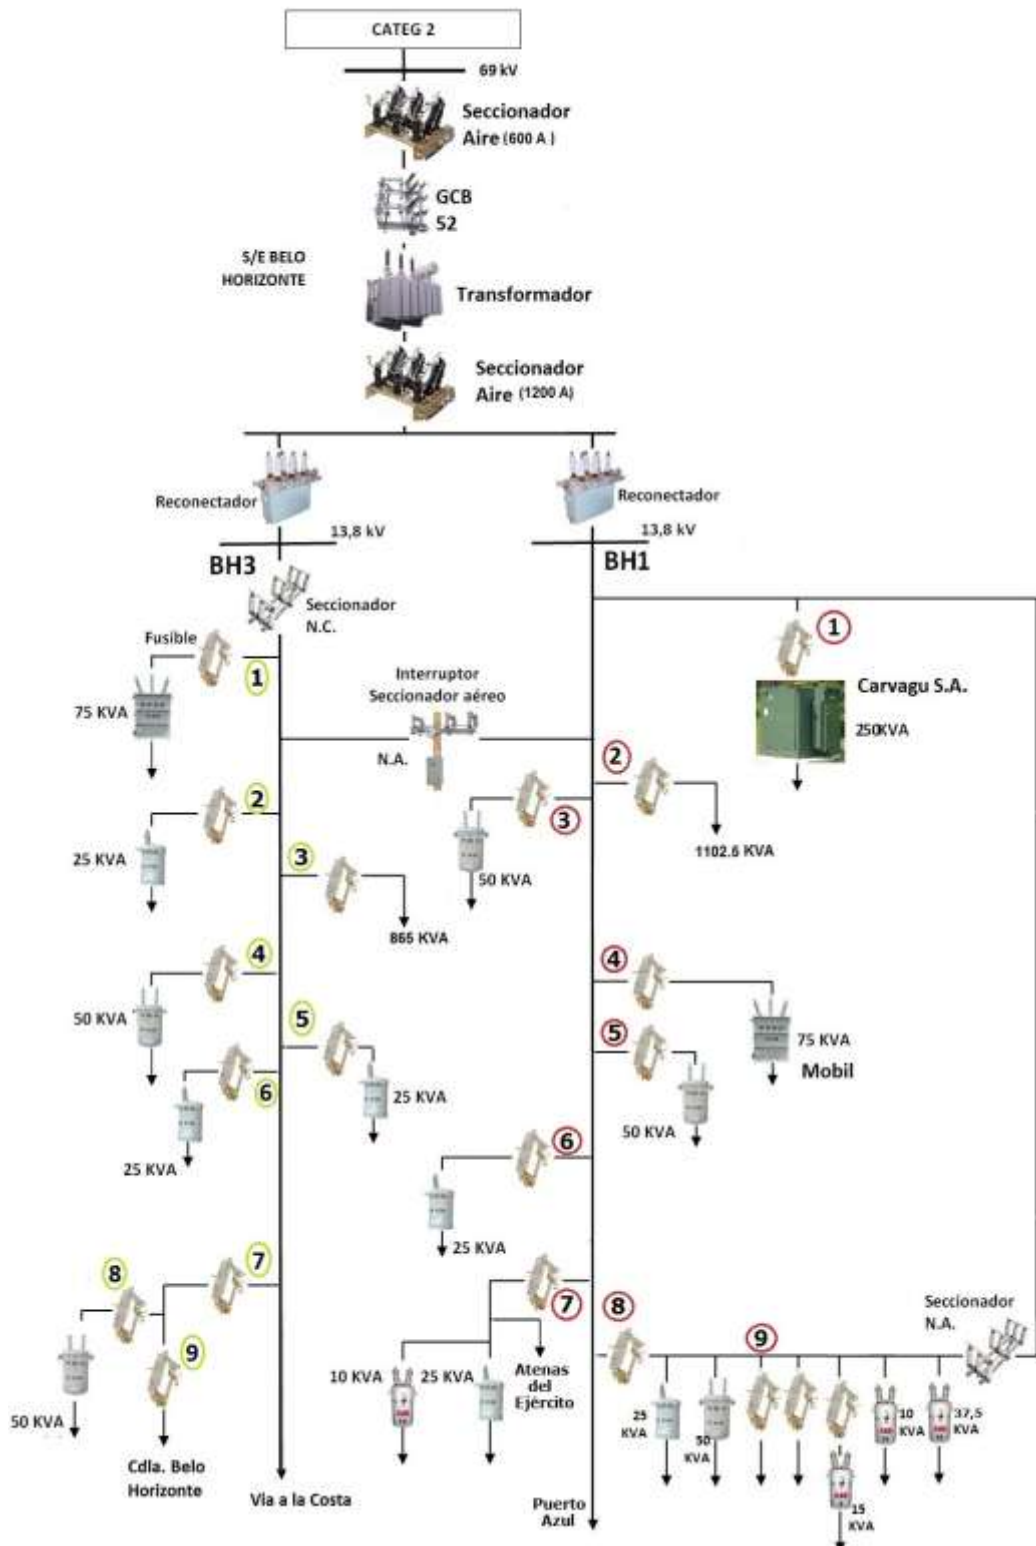 CATEG 2
69 kV
Seccionador
Aire (600 A )
GCB
52
S/E BELO
HORIZONTE
Transformador
Seccionador
Aire (1200 A)
Reconectador
Reconectador
13,8 kV
13,8 kV
BH3
BH1
Seccionador
N.C.
Fusible
1
1
Carvagu S.A.
250KVA
75 KVA
Interruptor
Seccionador aéreo
N.A.
2
2
3
25 KVA
50 KVA
1102.6 KVA
3
865 KVA
4
4
50 KVA
5
5
75 KVA
Mobil
6
25 KVA
50 KVA
25 KVA
6
25 KVA
7
7
8
8
9
9
Seccionador
N.A.
10 KVA
25 KVA
Atenas
del
Ejército
25
KVA
50
KVA
10
KVA
37,5
KVA
15
KVA
50 KVA
Cdla. Belo
Horizonte
Via a la Costa
Puerto
Azul